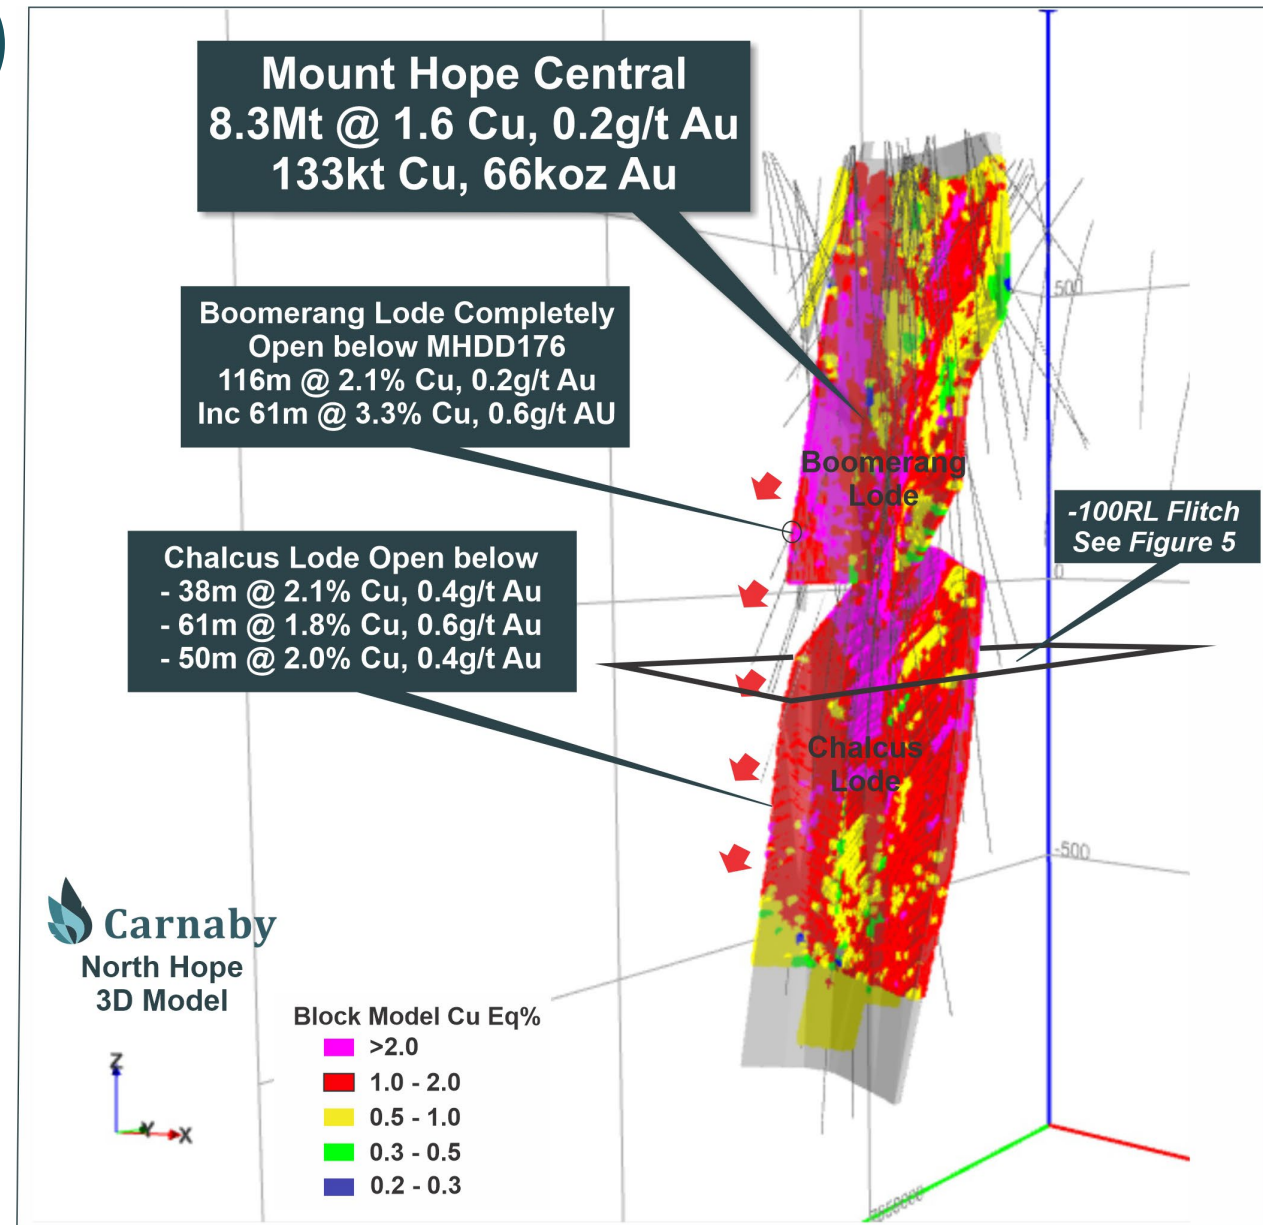 Mount Hope Central
8.3Mt @ 1.6 Cu, 0.2g/t Au
133kt Cu, 66koz Au
Boomerang Lode Completely
Open below MHDD176
116m @ 2.1% Cu, 0.2g/t Au
Inc 61m @ 3.3% Cu, 0.6g/t AU
Chalcus Lode Open below
- 38m @ 2.1% Cu, 0.4g/t Au
- 61m @ 1.8% Cu, 0.6g/t Au
- 50m @ 2.0% Cu, 0.4g/t Au
500
Boomerang
Lode
-100RL Flitch
See Figure 5
0
Chalcus
Lode
-500
Carnaby
North Hope
3D Model
Z
Y
X
Block Model Cu Eq%
>2.0
1.0 - 2.0
0.5 - 1.0
0.3 - 0.5
0.2 - 0.3